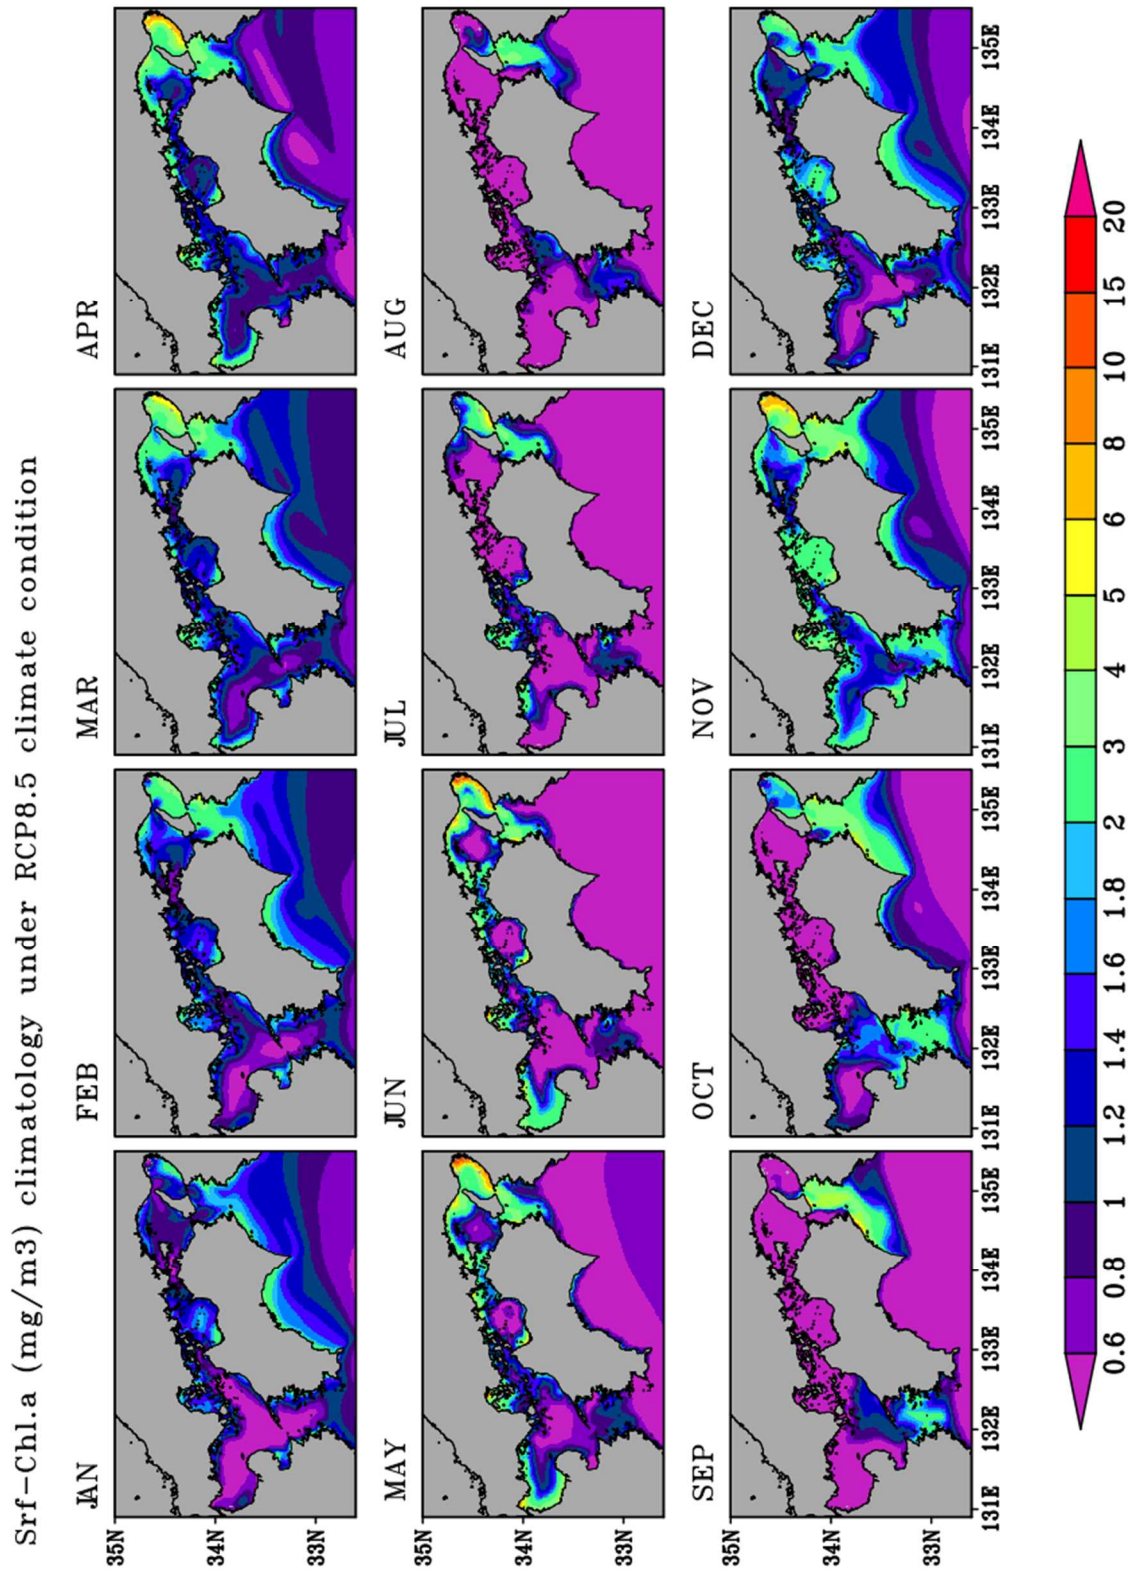 Srf-Chl.a (mg/m3) climatology under RCP8.5 climate condition
JAN FEB MAR APR
35N
34N
33N
MAY JUN JUL AUG
35N
34N
33N
SEP OCT NOV DEC
35N
34N
33N
131E 132E 133E 134E 135E 131E 132E 133E 134E 135E 131E 132E 133E 134E 135E 131E 132E 133E 134E 135E
0.6 0.8 1 1.2 1.4 1.6 1.8 2 3 4 5 6 8 10 15 20